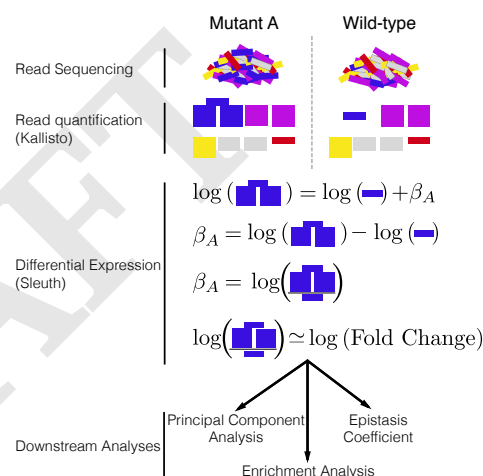 Mutant A Wild-type
Read Sequencing
Read quantification
(Kallisto)
log ( ) = log ( ) + β_A
β_A = log ( ) − log ( )
Differential Expression
(Sleuth)
β_A = log ( )
log ( ) ≃ log (Fold Change)
Principal Component
Analysis
Epistasis
Coefficient
Downstream Analyses
Enrichment Analysis
AFT